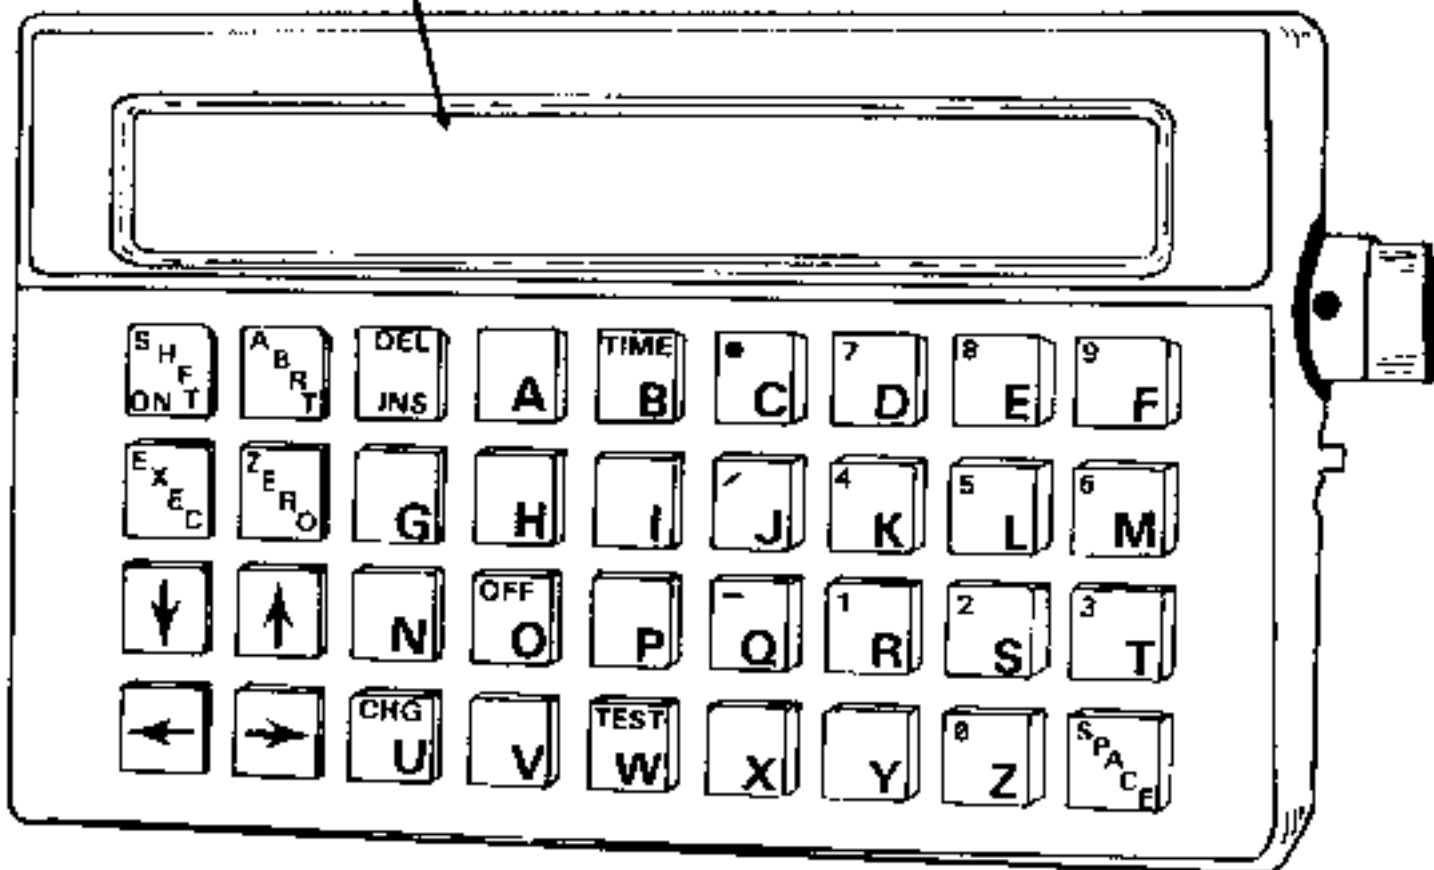 SHFT ON ABRT DEL INS A TIME B • C 7 D 8 E 9 F
EXEC ZERO G H I / J 4 K 5 L 6 M
↓ ↑ N OFF O P – Q 1 R 2 S 3 T
← → CHG U V TEST W X Y 0 Z SPACE